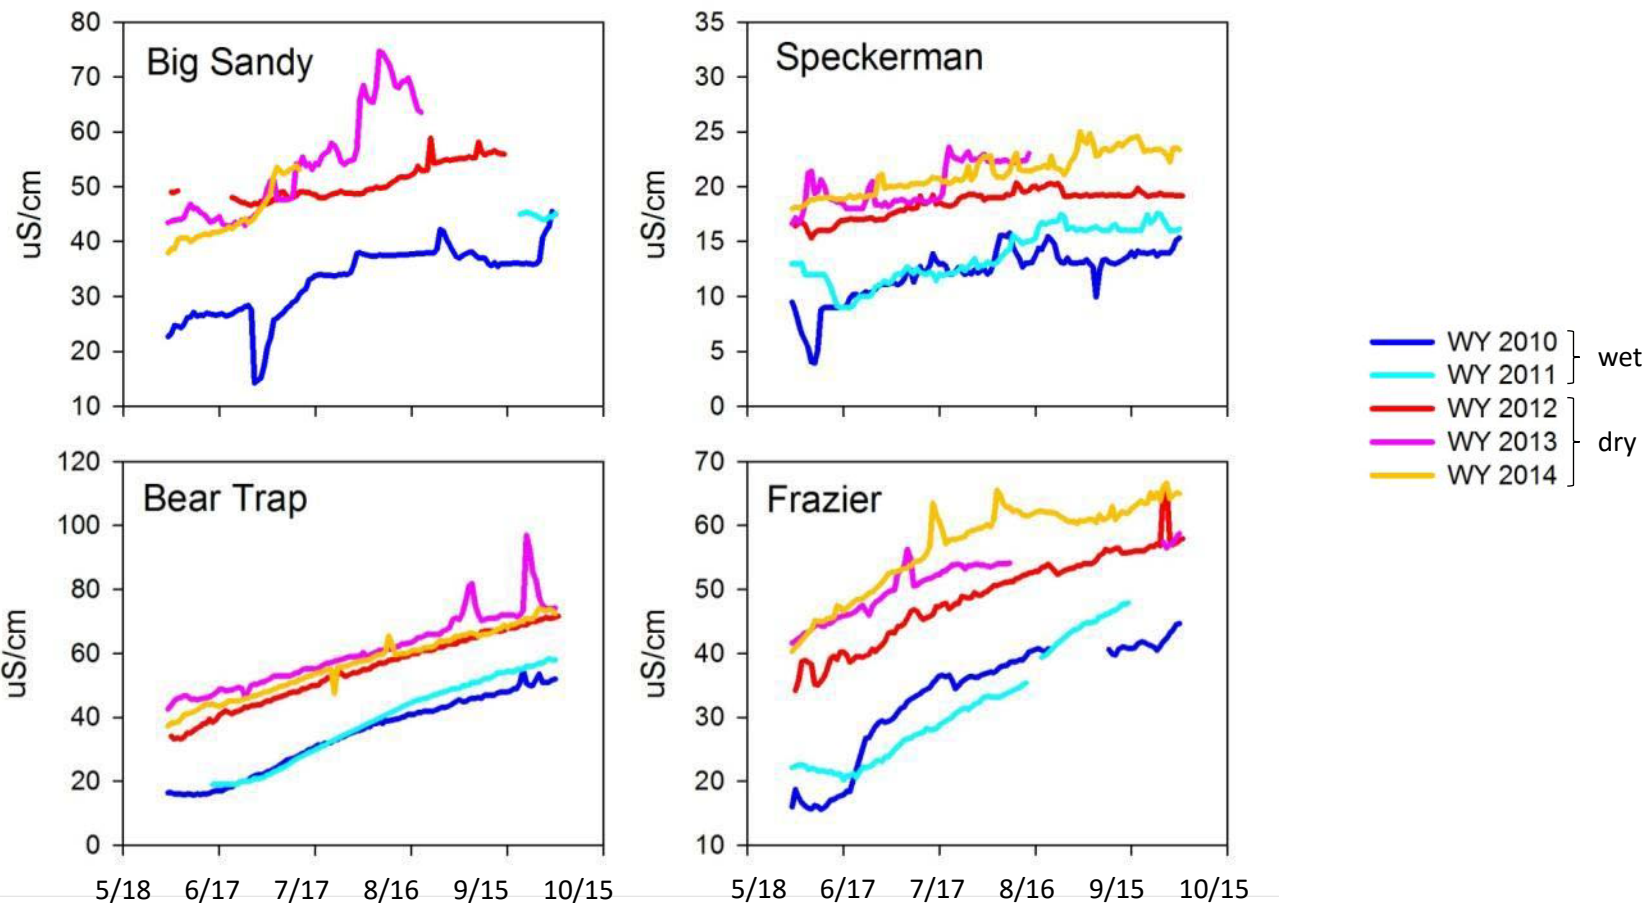 Big Sandy
80
70
60
50
40
30
20
10
uS/cm
Speckerman
35
30
25
20
15
10
5
0
uS/cm
WY 2010
WY 2011
wet
WY 2012
WY 2013
WY 2014
dry
Bear Trap
120
100
80
60
40
20
0
uS/cm
5/18 6/17 7/17 8/16 9/15 10/15
Frazier
70
60
50
40
30
20
10
uS/cm
5/18 6/17 7/17 8/16 9/15 10/15